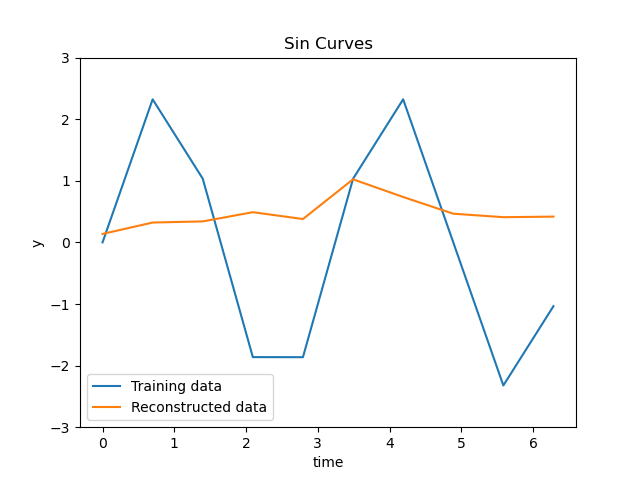 Sin Curves
3
2
1
0
−1
−2
−3
y
Training data
Reconstructed data
0 1 2 3 4 5 6
time